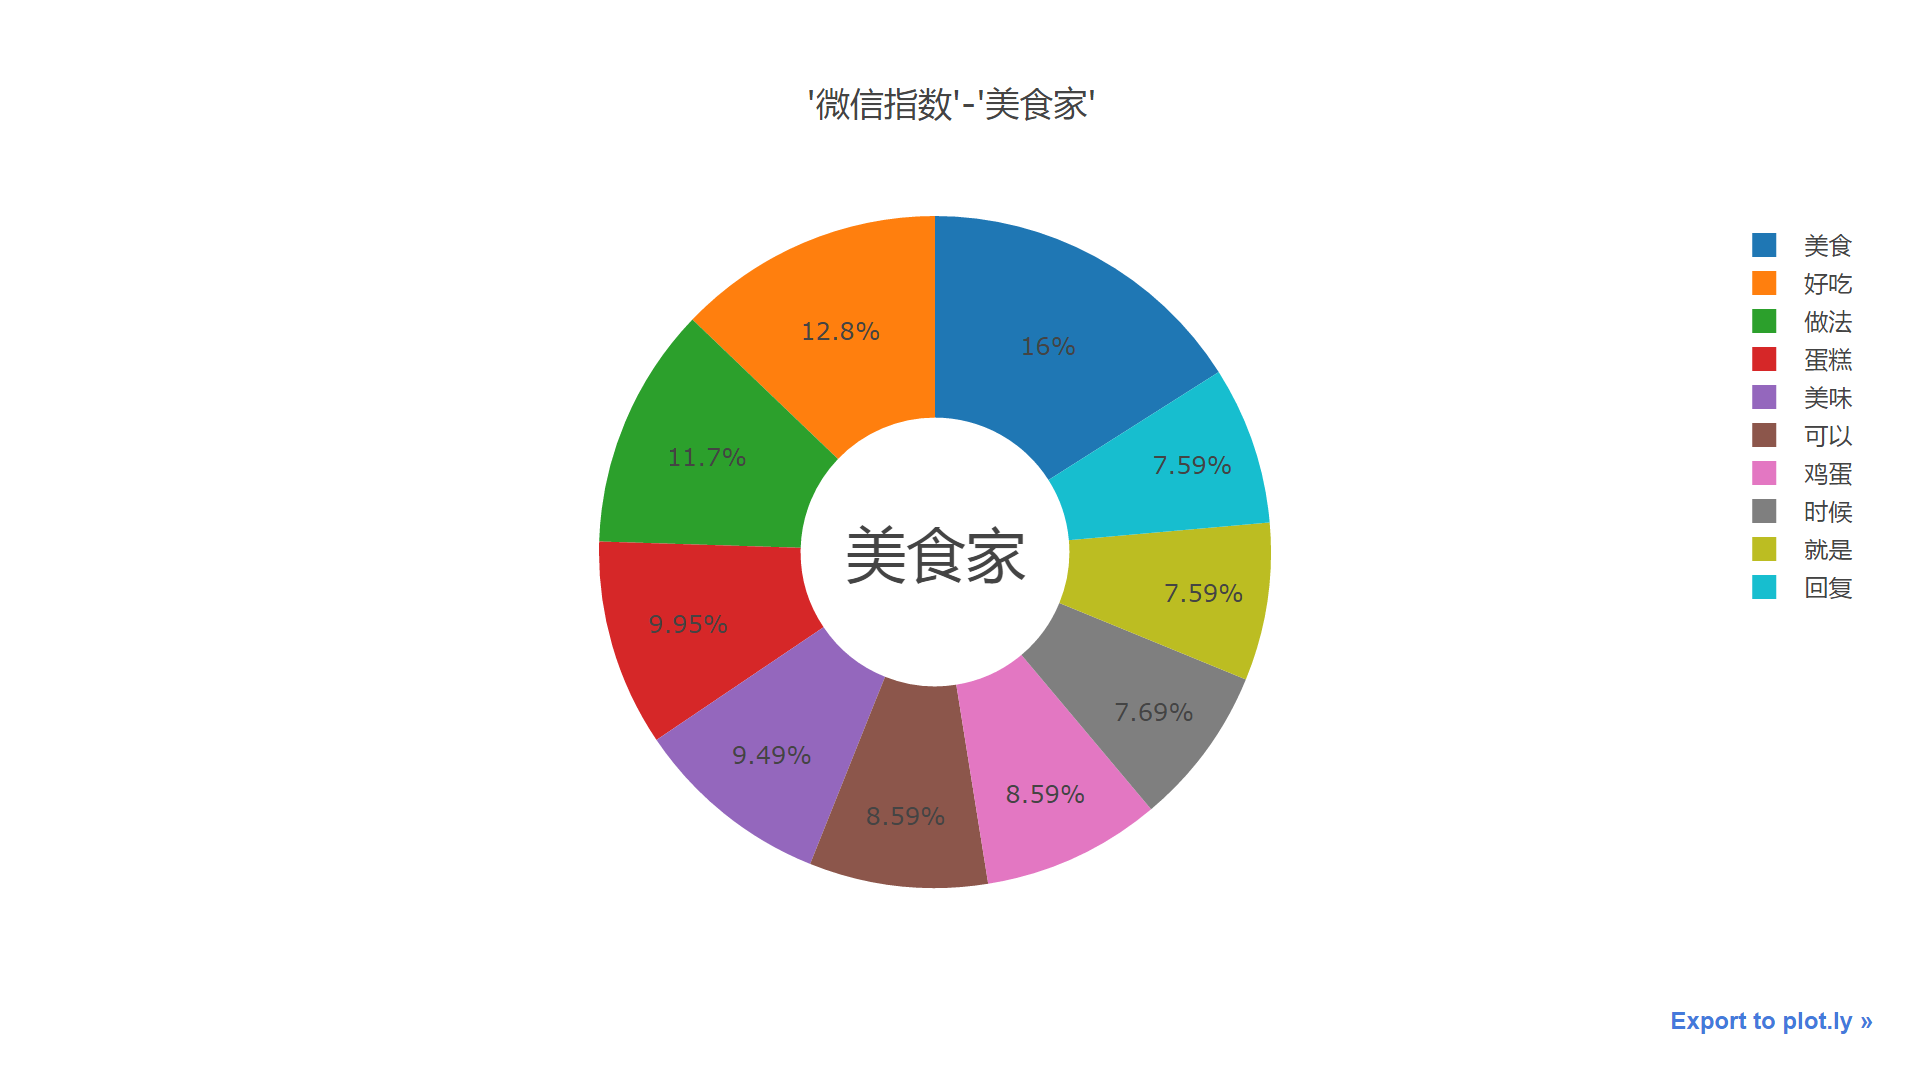 '微信指数'-'美食家'
12.8%
16%
11.7%
7.59%
美食家
9.95%
7.59%
9.49%
7.69%
8.59%
8.59%
美食
好吃
做法
蛋糕
美味
可以
鸡蛋
时候
就是
回复
Export to plot.ly »